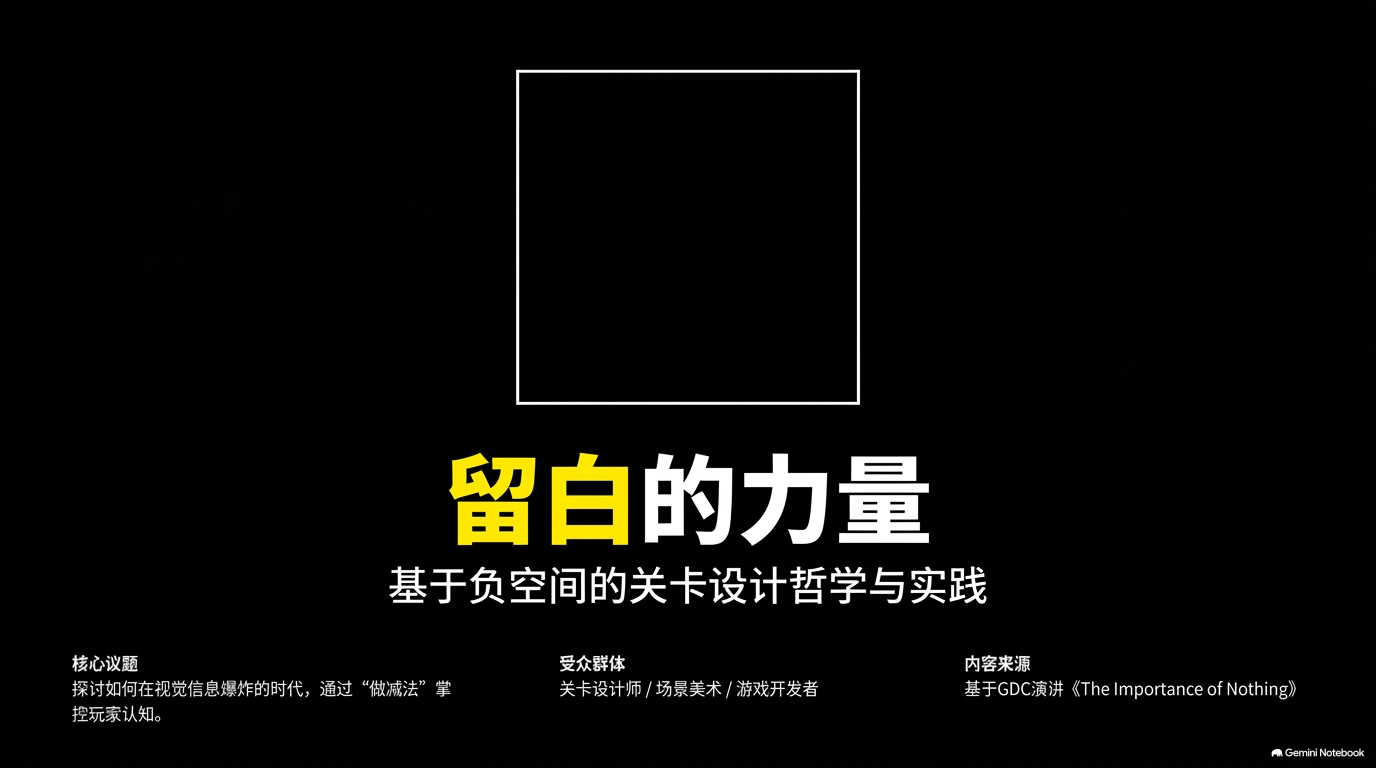 留白的力量
基于负空间的关卡设计哲学与实践
核心议题
探讨如何在视觉信息爆炸的时代，通过“做减法”掌
控玩家认知。
受众群体
关卡设计师 / 场景美术 / 游戏开发者
内容来源
基于GDC演讲《The Importance of Nothing》
Gemini Notebook